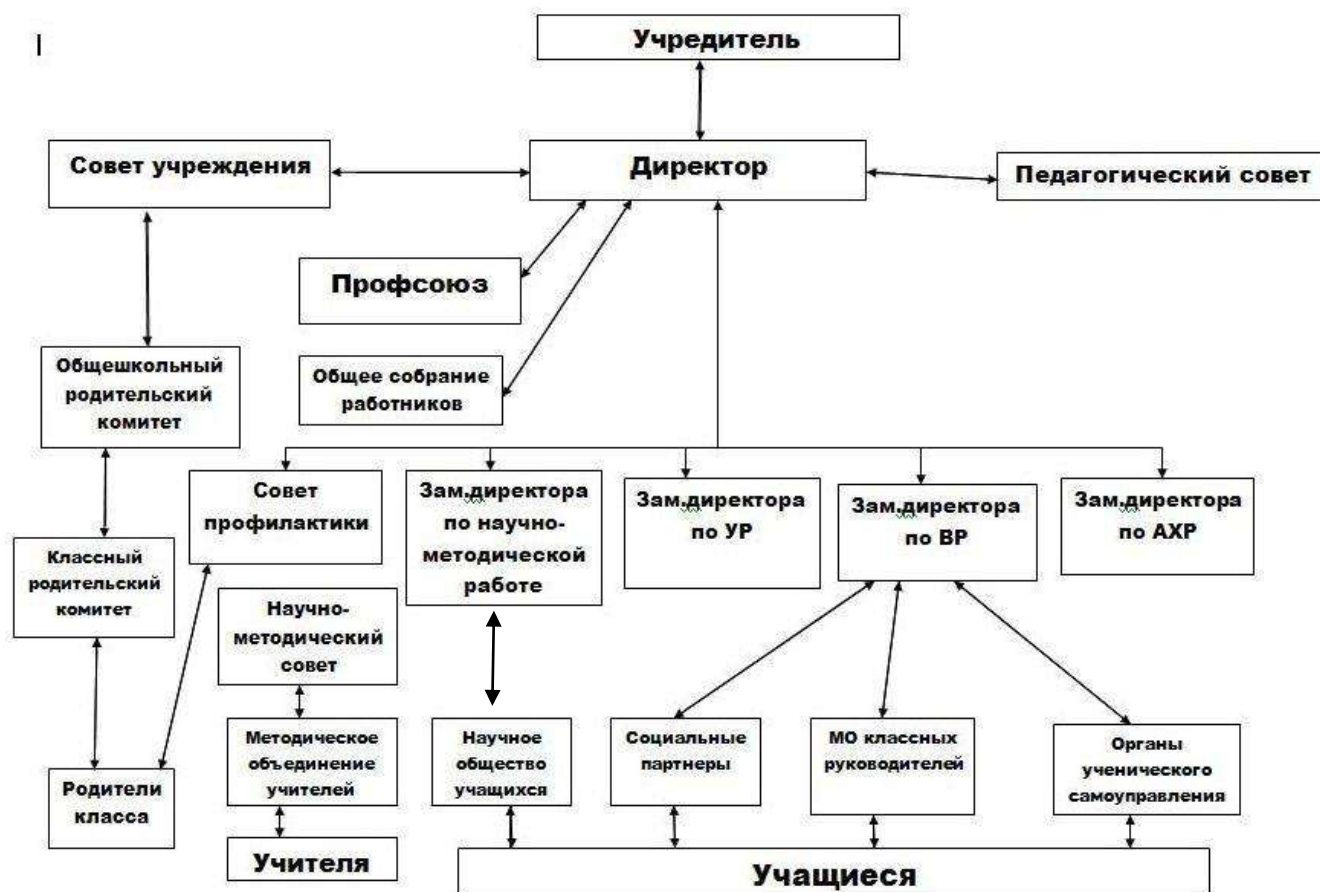 Учредитель
Совет учреждения
Директор
Педагогический совет
Профсоюз
Общешкольный
родительский
комитет
Общее собрание
работников
Совет
профилактики
Зам.директора
по научно-
методической
работе
Зам.директора
по УР
Зам.директора
по ВР
Зам.директора
по АХР
Классный
родительский
комитет
Научно-
методический
совет
Родители
класса
Методическое
объединение
учителей
Научное
общество
учащихся
Социальные
партнеры
МО классных
руководителей
Органы
ученического
самоуправления
Учителя
Учащиеся